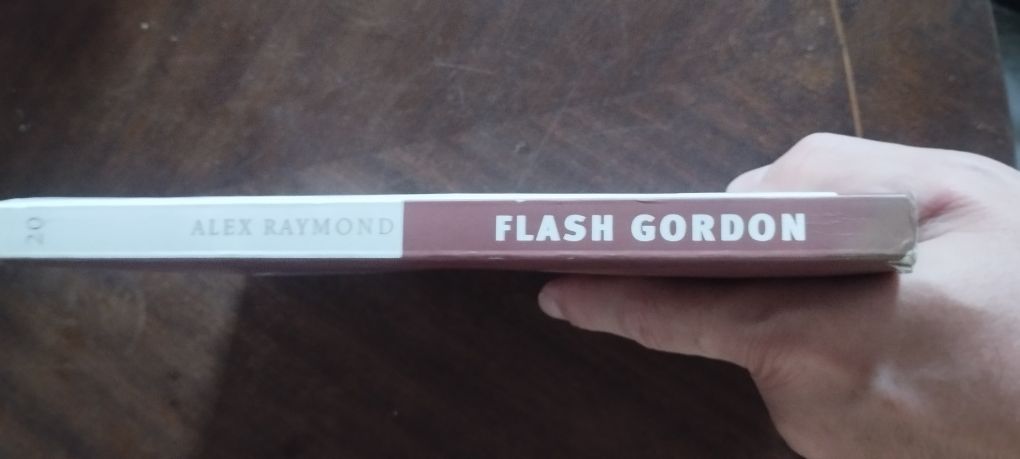 20
ALEX RAYMOND
FLASH GORDON